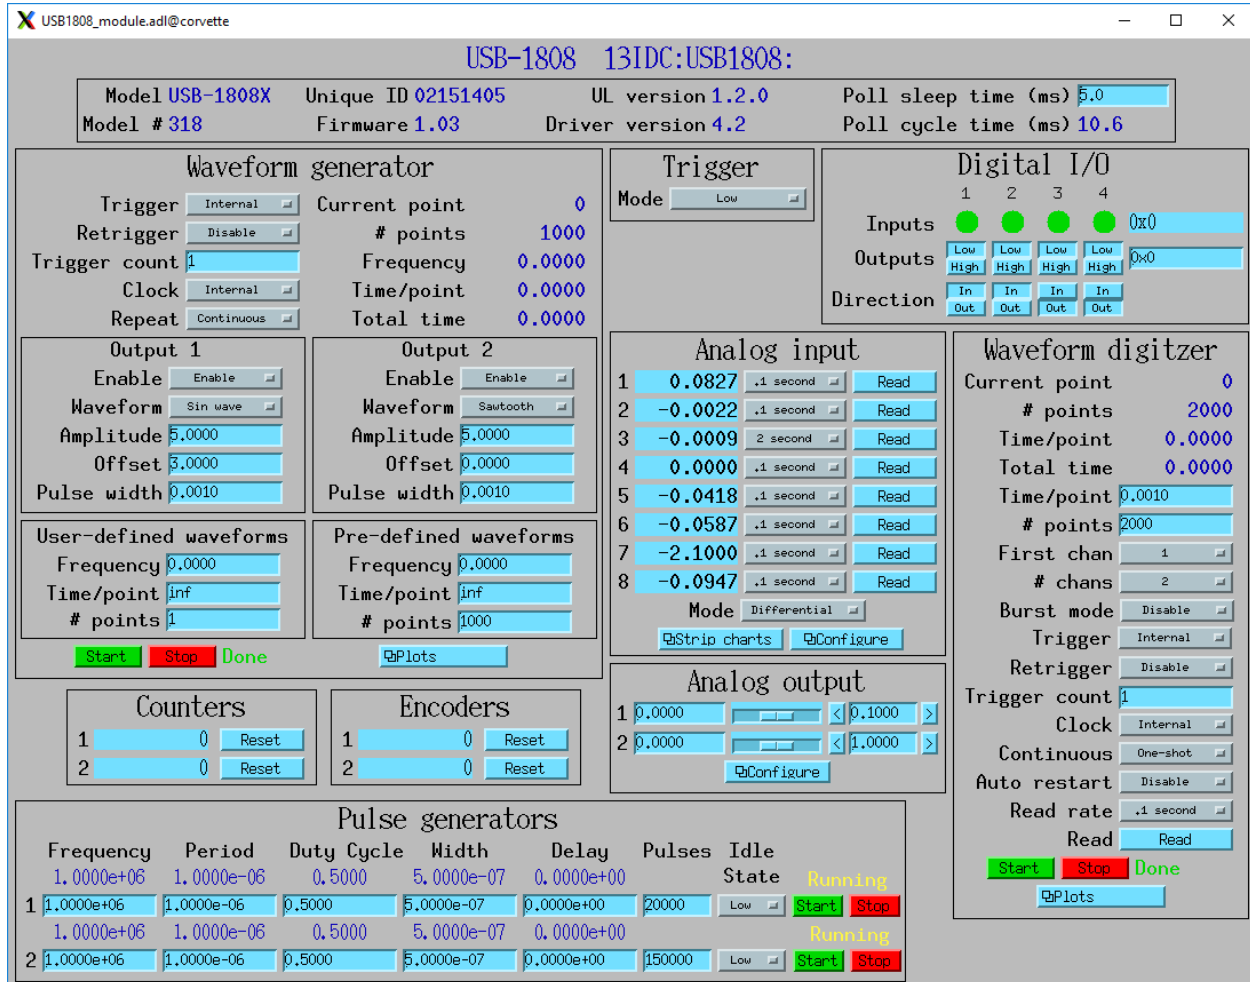 USB1808_module.adl@corvette
USB-1808 13IDC:USB1808:
Model USB-1808X Unique ID 02151405 UL version 1.2.0 Poll sleep time (ms) 5.0
Model # 318 Firmware 1.03 Driver version 4.2 Poll cycle time (ms) 10.6
Waveform generator
Trigger Internal Current point 0
Retrigger Disable # points 1000
Trigger count 1 Frequency 0.0000
Clock Internal Time/point 0.0000
Repeat Continuous Total time 0.0000
Output 1
Enable Enable
Waveform Sin wave
Amplitude 5.0000
Offset 3.0000
Pulse width 0.0010
Output 2
Enable Enable
Waveform Sawtooth
Amplitude 5.0000
Offset 0.0000
Pulse width 0.0010
User-defined waveforms
Frequency 0.0000
Time/point inf
# points 1
Pre-defined waveforms
Frequency 0.0000
Time/point inf
# points 1000
Start Stop Done Plots
Trigger
Mode Low
Digital I/O
1 2 3 4
Inputs 0x0
Outputs Low Low Low Low 0x0
High High High High
Direction In In In In
Out Out Out Out
Analog input
1 0.0827 .1 second Read
2 -0.0022 .1 second Read
3 -0.0009 2 second Read
4 0.0000 .1 second Read
5 -0.0418 .1 second Read
6 -0.0587 .1 second Read
7 -2.1000 .1 second Read
8 -0.0947 .1 second Read
Mode Differential
Strip charts Configure
Analog output
1 0.0000 < 0.1000 >
2 0.0000 < 1.0000 >
Configure
Waveform digitzer
Current point 0
# points 2000
Time/point 0.0000
Total time 0.0000
Time/point 0.0010
# points 2000
First chan 1
# chans 2
Burst mode Disable
Trigger Internal
Retrigger Disable
Trigger count 1
Clock Internal
Continuous One-shot
Auto restart Disable
Read rate .1 second
Read Read
Start Stop Done
Plots
Counters
1 0 Reset
2 0 Reset
Encoders
1 0 Reset
2 0 Reset
Pulse generators
Frequency Period Duty Cycle Width Delay Pulses Idle
State
1.0000e+06 1.0000e-06 0.5000 5.0000e-07 0.0000e+00 Running
1 1.0000e+06 1.0000e-06 0.5000 5.0000e-07 0.0000e+00 20000 Low Start Stop
1.0000e+06 1.0000e-06 0.5000 5.0000e-07 0.0000e+00 Running
2 1.0000e+06 1.0000e-06 0.5000 5.0000e-07 0.0000e+00 150000 Low Start Stop